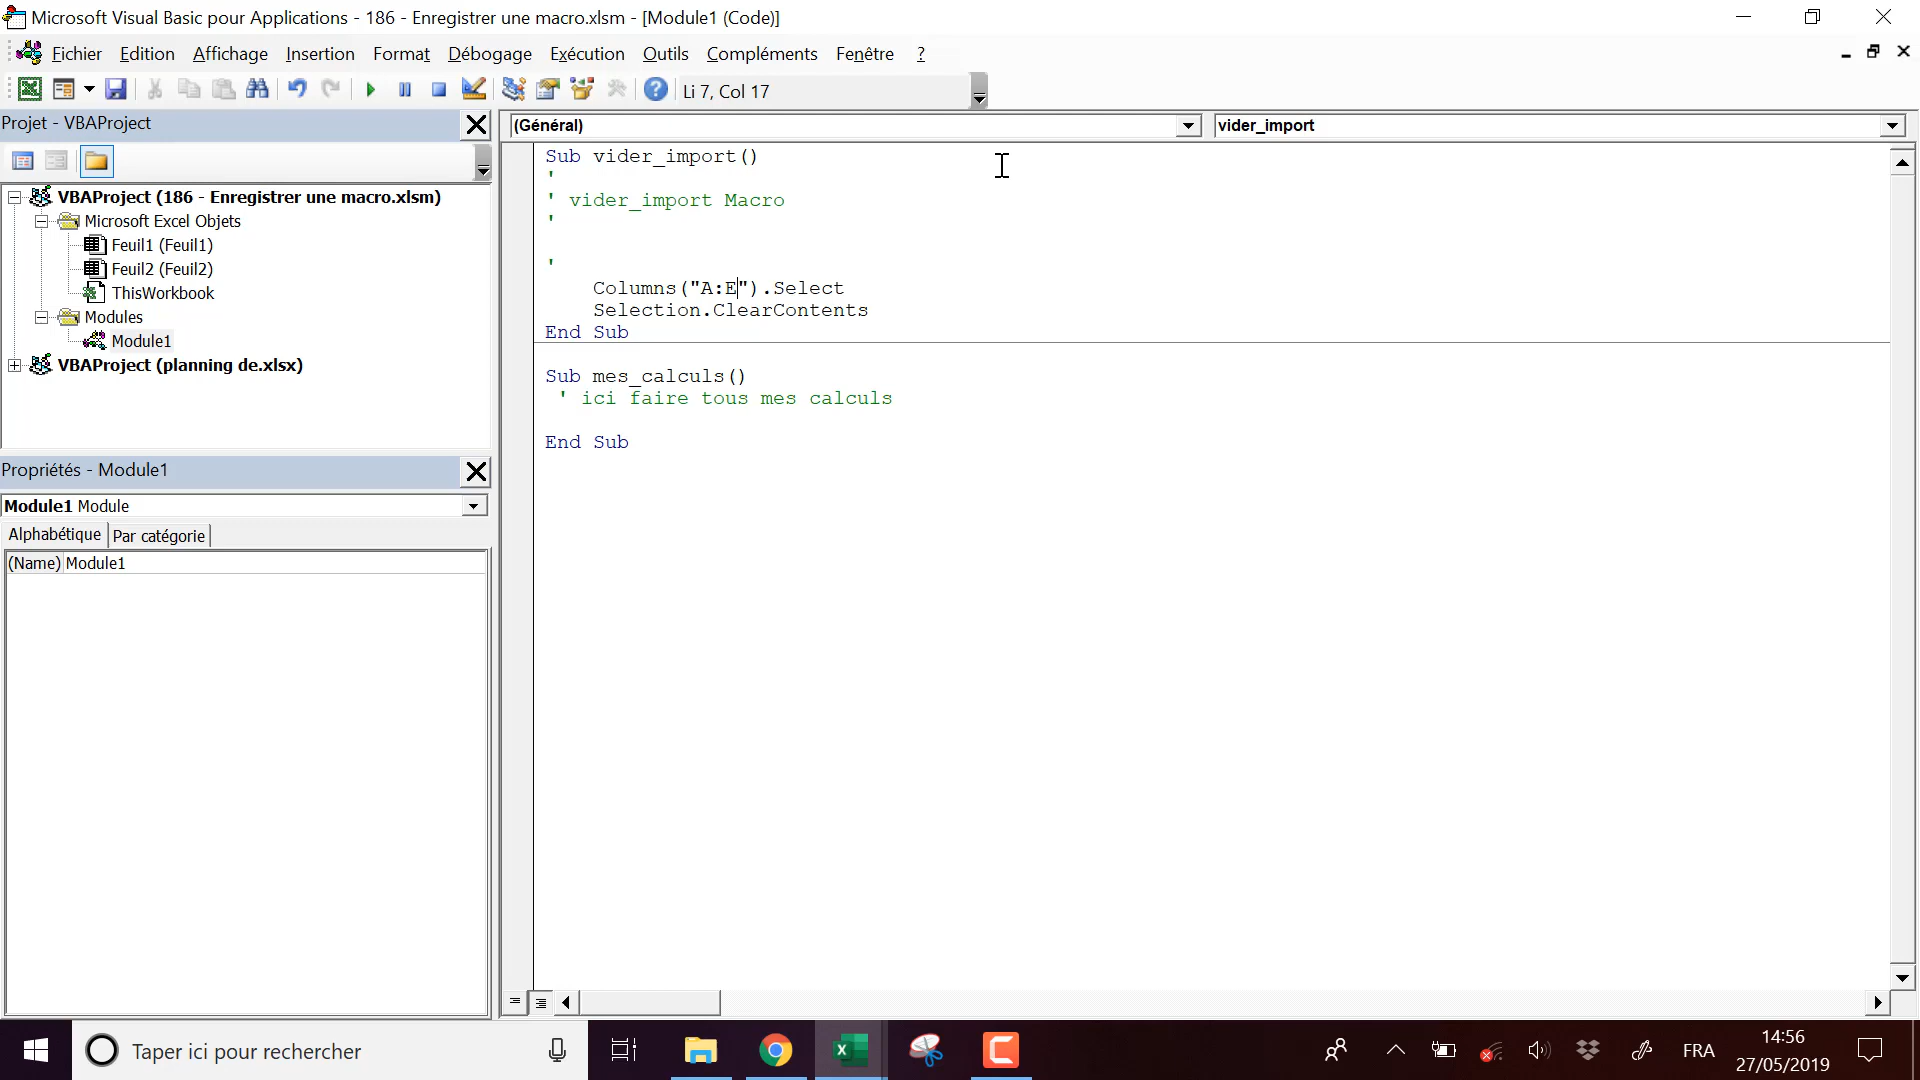 Microsoft Visual Basic pour Applications - 186 - Enregistrer une macro.xlsm - [Module1 (Code)]
Fichier Edition Affichage Insertion Format Débogage Exécution Outils Compléments Fenêtre ?
Li 7, Col 17
Projet - VBAProject
(Général)
vider_import
VBAProject (186 - Enregistrer une macro.xlsm)
Microsoft Excel Objets
Feuil1 (Feuil1)
Feuil2 (Feuil2)
ThisWorkbook
Modules
Module1
VBAProject (planning de.xlsx)
Propriétés - Module1
Module1 Module
Alphabétique Par catégorie
(Name) Module1
Sub vider_import()
'
' vider_import Macro
'
'
Columns("A:E").Select
Selection.ClearContents
End Sub
Sub mes_calculs()
' ici faire tous mes calculs
End Sub
Taper ici pour rechercher
FRA
14:56
27/05/2019